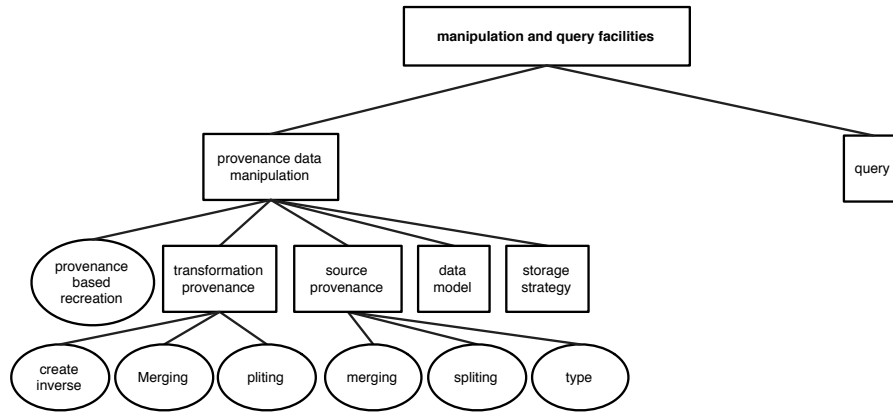 manipulation and query facilities
provenance data
manipulation
query
provenance
based
recreation
transformation
provenance
source
provenance
data
model
storage
strategy
create
inverse
Merging
pliting
merging
spliting
type